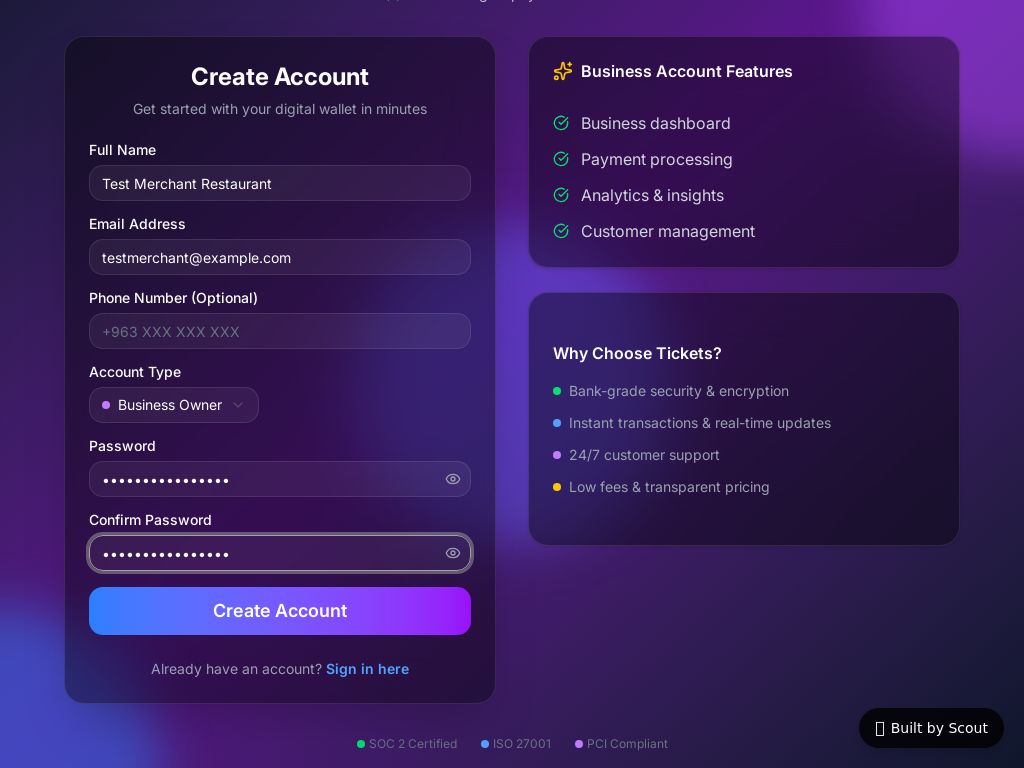 Create Account
Get started with your digital wallet in minutes
Full Name
Test Merchant Restaurant
Email Address
testmerchant@example.com
Phone Number (Optional)
+963 XXX XXX XXX
Account Type
Business Owner
Password
••••••••••••••••
Confirm Password
••••••••••••••••
Create Account
Already have an account? Sign in here
Business Account Features
Business dashboard
Payment processing
Analytics & insights
Customer management
Why Choose Tickets?
Bank-grade security & encryption
Instant transactions & real-time updates
24/7 customer support
Low fees & transparent pricing
SOC 2 Certified
ISO 27001
PCI Compliant
Built by Scout